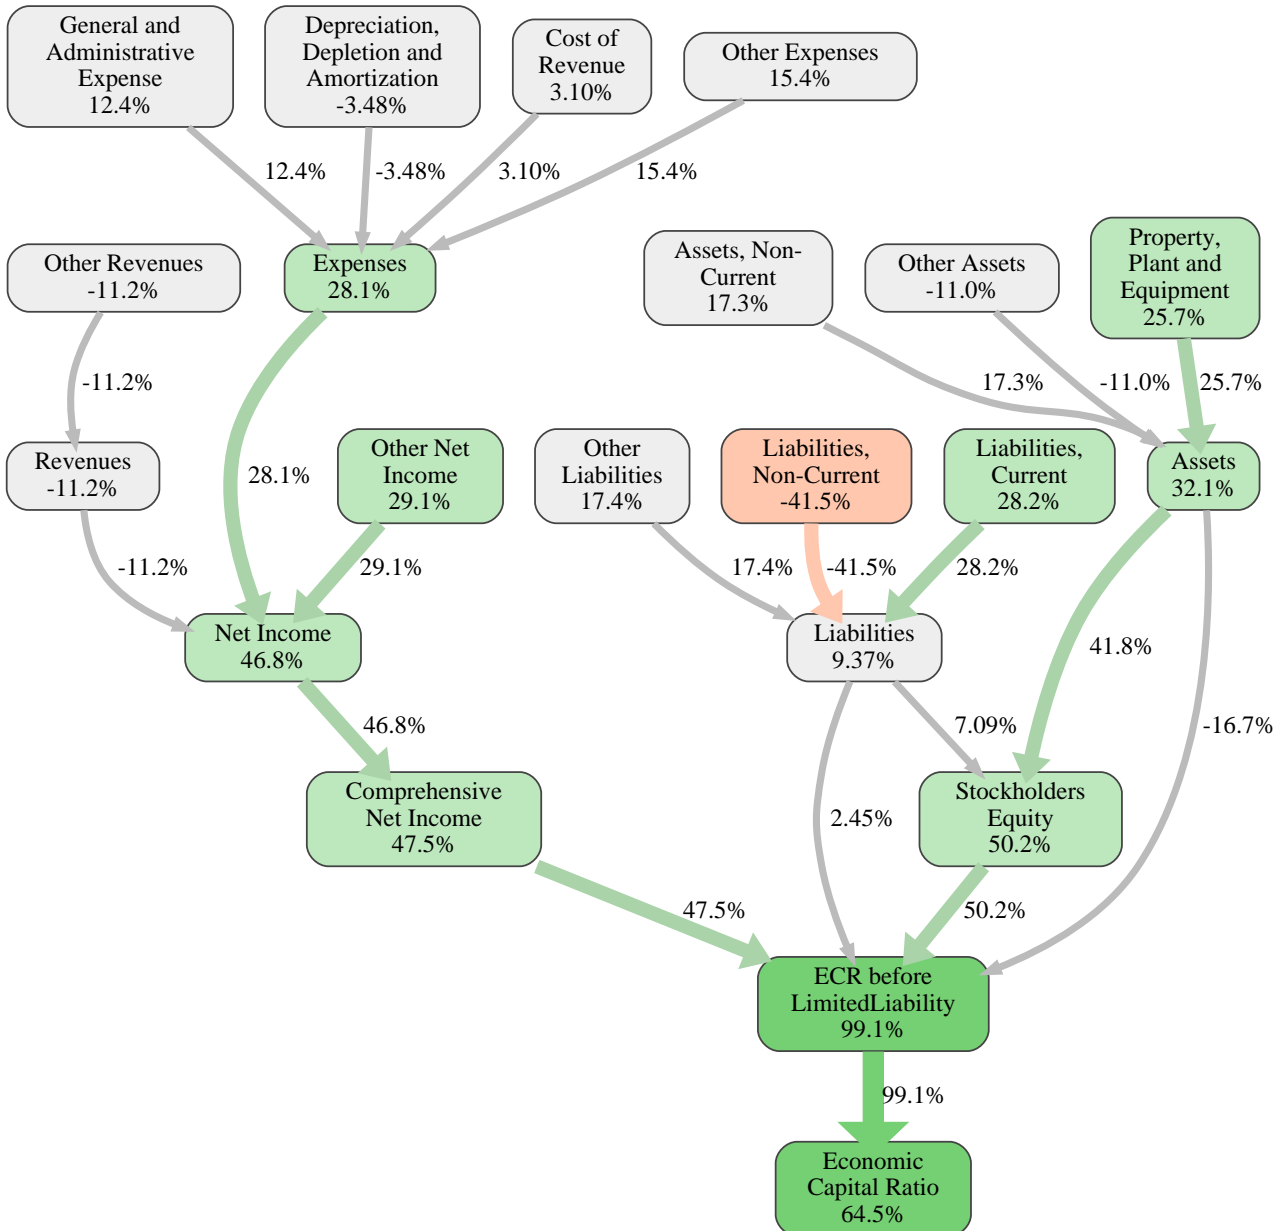 General and
Administrative
Expense
12.4%
Depreciation,
Depletion and
Amortization
-3.48%
Cost of
Revenue
3.10%
Other Expenses
15.4%
12.4%
-3.48%
3.10%
15.4%
Other Revenues
-11.2%
Expenses
28.1%
Assets, Non-
Current
17.3%
Other Assets
-11.0%
Property,
Plant and
Equipment
25.7%
-11.2%
17.3%
-11.0%
25.7%
Revenues
-11.2%
28.1%
Other Net
Income
29.1%
Other
Liabilities
17.4%
Liabilities,
Non-Current
-41.5%
Liabilities,
Current
28.2%
Assets
32.1%
-11.2%
29.1%
17.4%
-41.5%
28.2%
Net Income
46.8%
Liabilities
9.37%
41.8%
46.8%
7.09%
-16.7%
Comprehensive
Net Income
47.5%
2.45%
Stockholders
Equity
50.2%
47.5%
50.2%
ECR before
LimitedLiability
99.1%
99.1%
Economic
Capital Ratio
64.5%